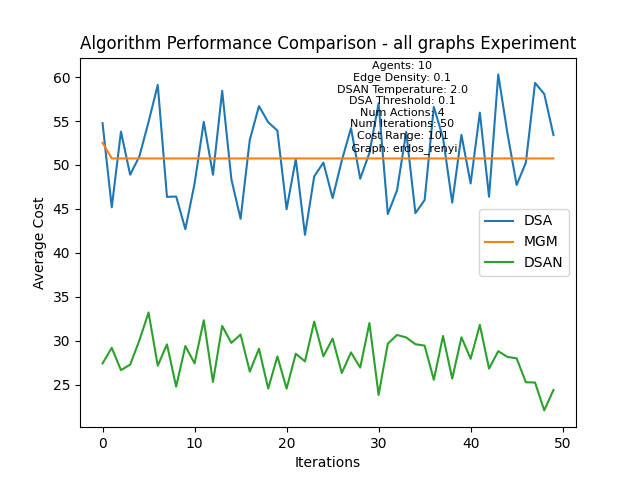 Algorithm Performance Comparison - all graphs Experiment
Agents: 10
Edge Density: 0.1
DSAN Temperature: 2.0
DSA Threshold: 0.1
Num Actions: 4
Num Iterations: 50
Cost Range: 101
Graph: erdos_renyi
60
55
50
45
40
35
30
25
Average Cost
DSA
MGM
DSAN
0
10
20
30
40
50
Iterations